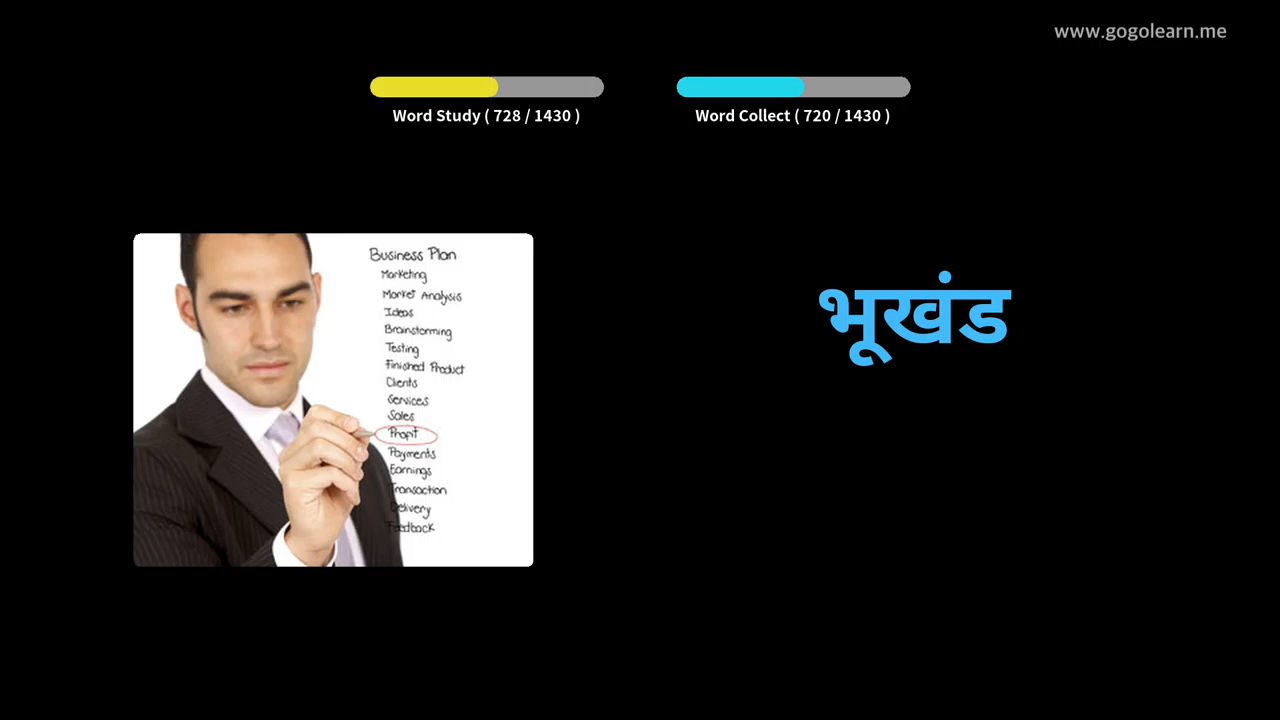 www.gogolearn.me
Word Study ( 728 / 1430 )
Word Collect ( 720 / 1430 )
Business Plan
Marketing
Market Analysis
Ideas
Brainstorming
Testing
Finished Product
Clients
Services
Sales
Profit
Payments
Earnings
Transaction
Delivery
Feedback
भूखंड